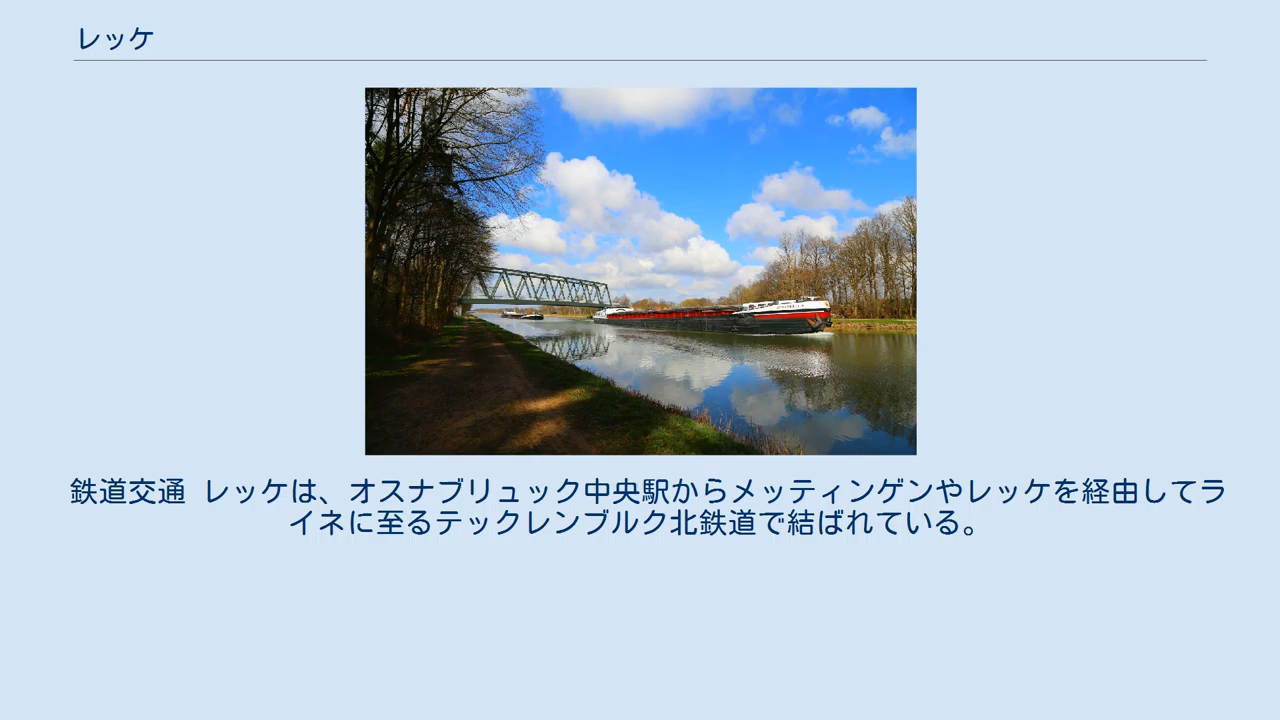 レッケ
鉄道交通 レッケは、オスナブリュック中央駅からメッティンゲンやレッケを経由してラ
イネに至るテックレンブルク北鉄道で結ばれている。